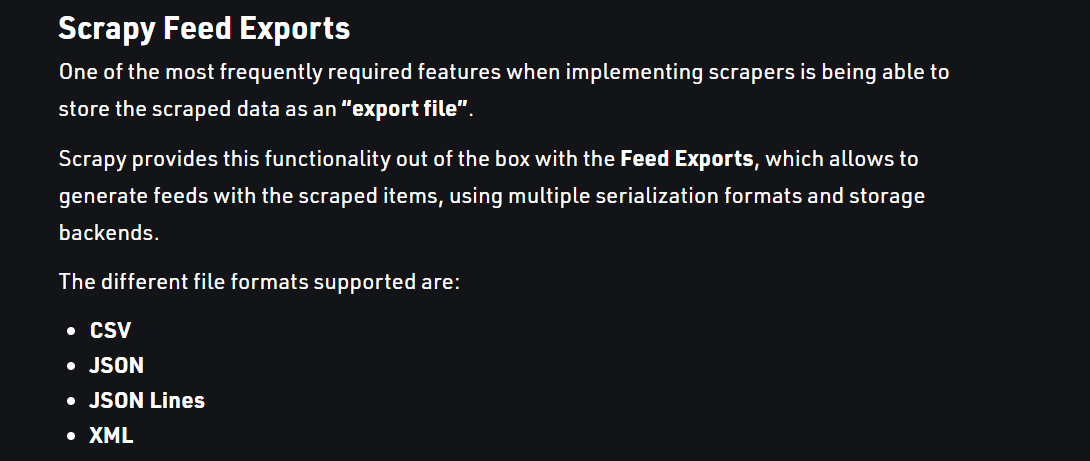 Scrapy Feed Exports
One of the most frequently required features when implementing scrapers is being able to
store the scraped data as an “export file”.
Scrapy provides this functionality out of the box with the Feed Exports, which allows to
generate feeds with the scraped items, using multiple serialization formats and storage
backends.
The different file formats supported are:
• CSV
• JSON
• JSON Lines
• XML